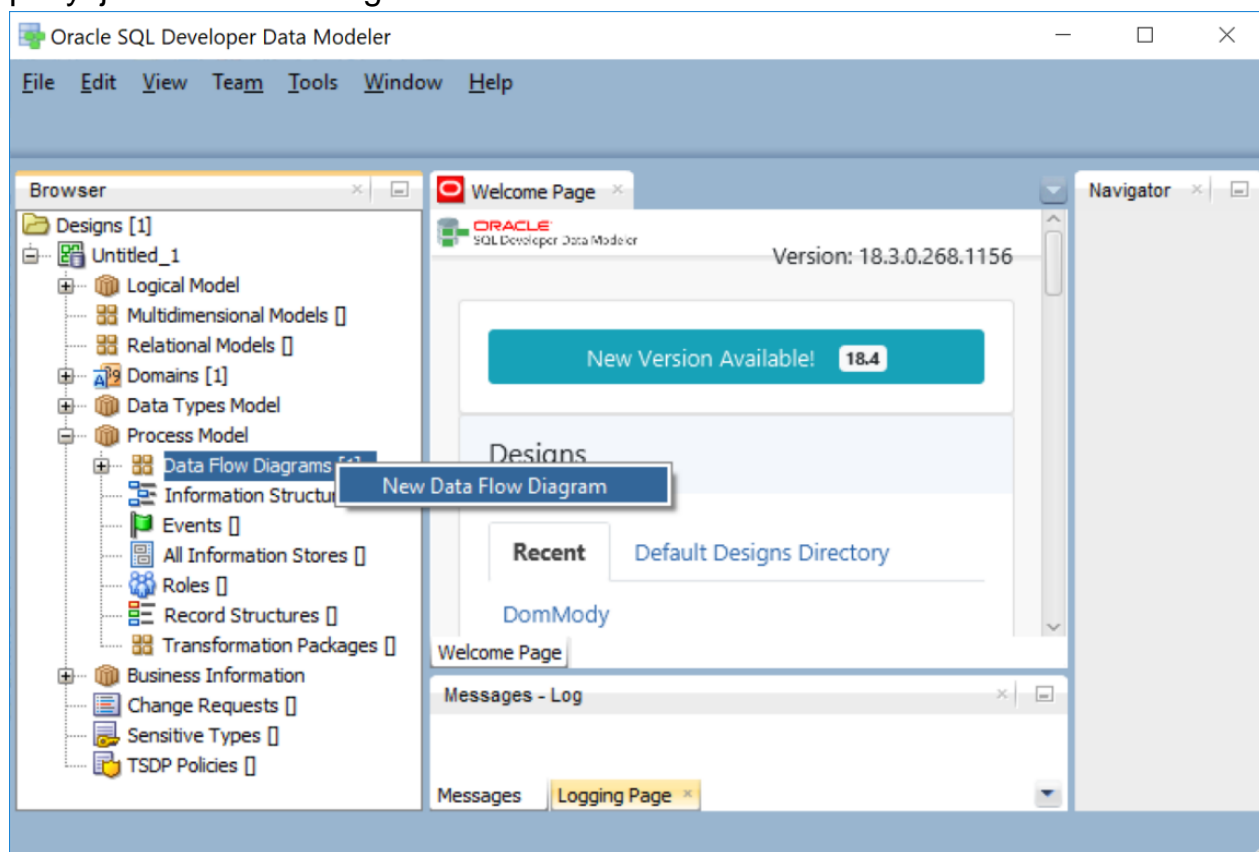 Oracle SQL Developer Data Modeler
File Edit View Team Tools Window Help
Browser
Designs [1]
Untitled_1
Logical Model
Multidimensional Models []
Relational Models []
Domains [1]
Data Types Model
Process Model
Data Flow Diagrams [1]
New Data Flow Diagram
Information Structu
Events []
All Information Stores []
Roles []
Record Structures []
Transformation Packages []
Business Information
Change Requests []
Sensitive Types []
TSDP Policies []
Welcome Page
ORACLE
SQL Developer Data Modeler
Version: 18.3.0.268.1156
New Version Available! 18.4
Designs
Recent Default Designs Directory
DomMody
Welcome Page
Messages - Log
Messages Logging Page
Navigator